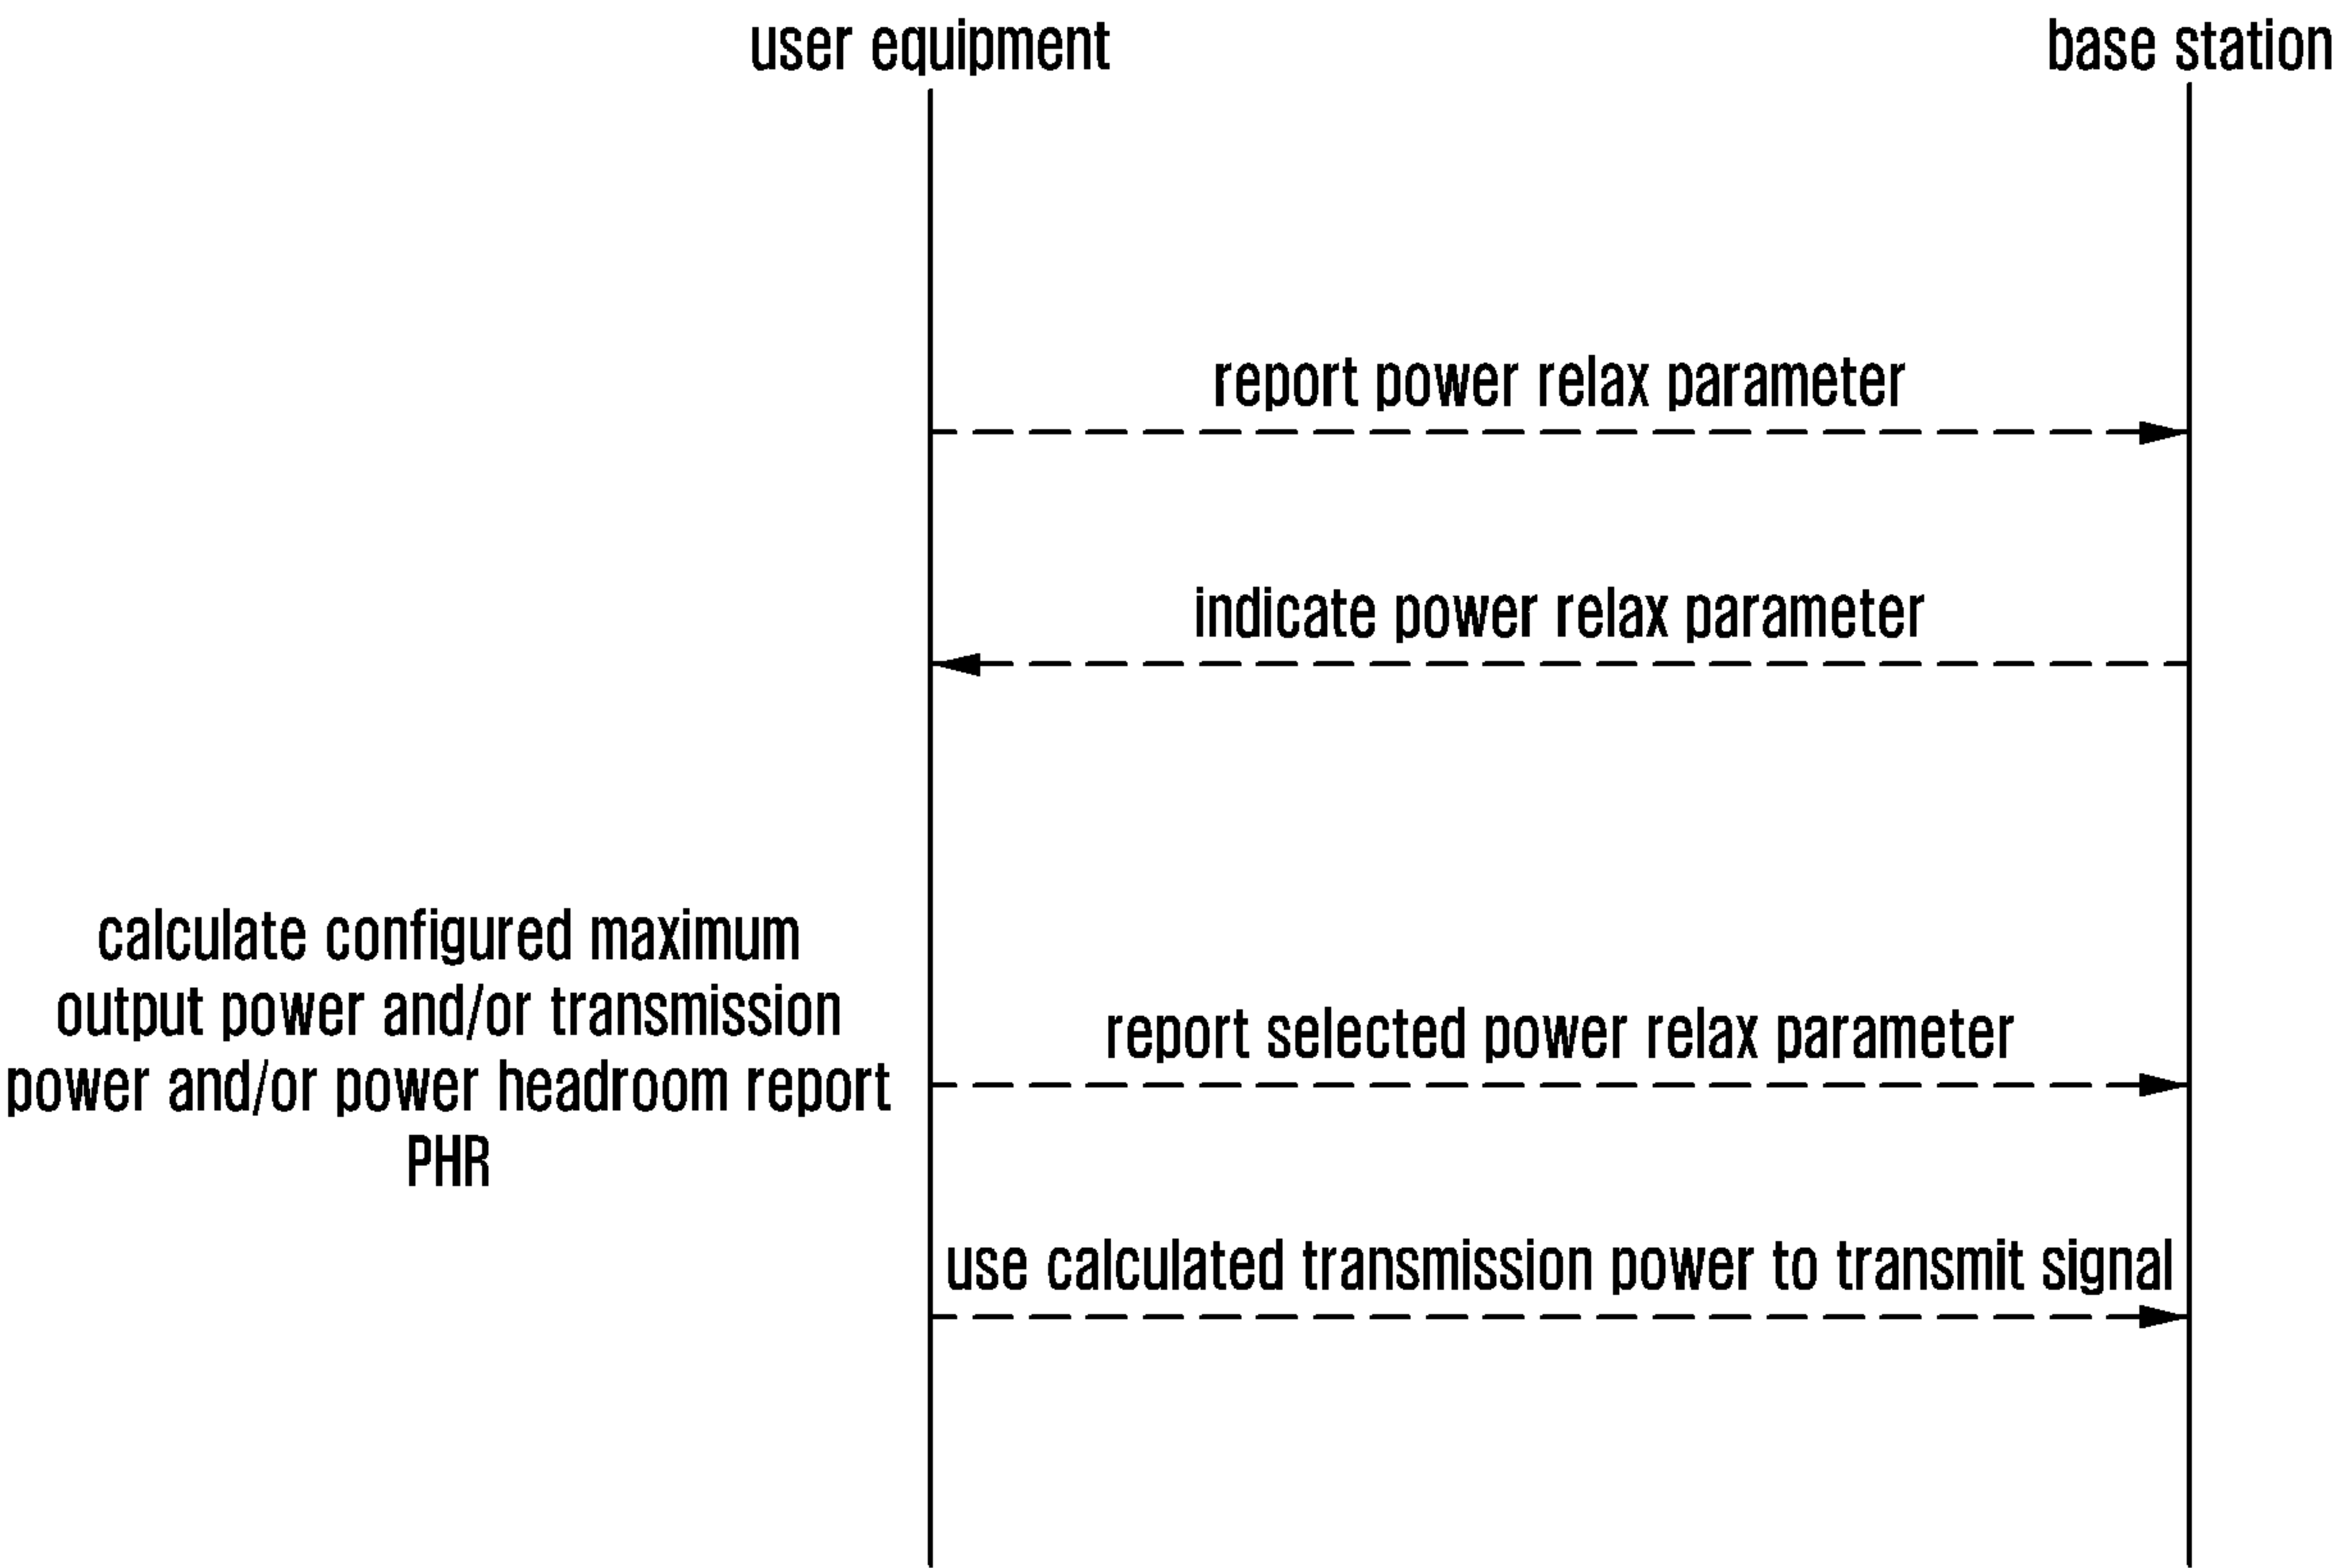 user equipment
base station
report power relax parameter
indicate power relax parameter
calculate configured maximum
output power and/or transmission
power and/or power headroom report
PHR
report selected power relax parameter
use calculated transmission power to transmit signal